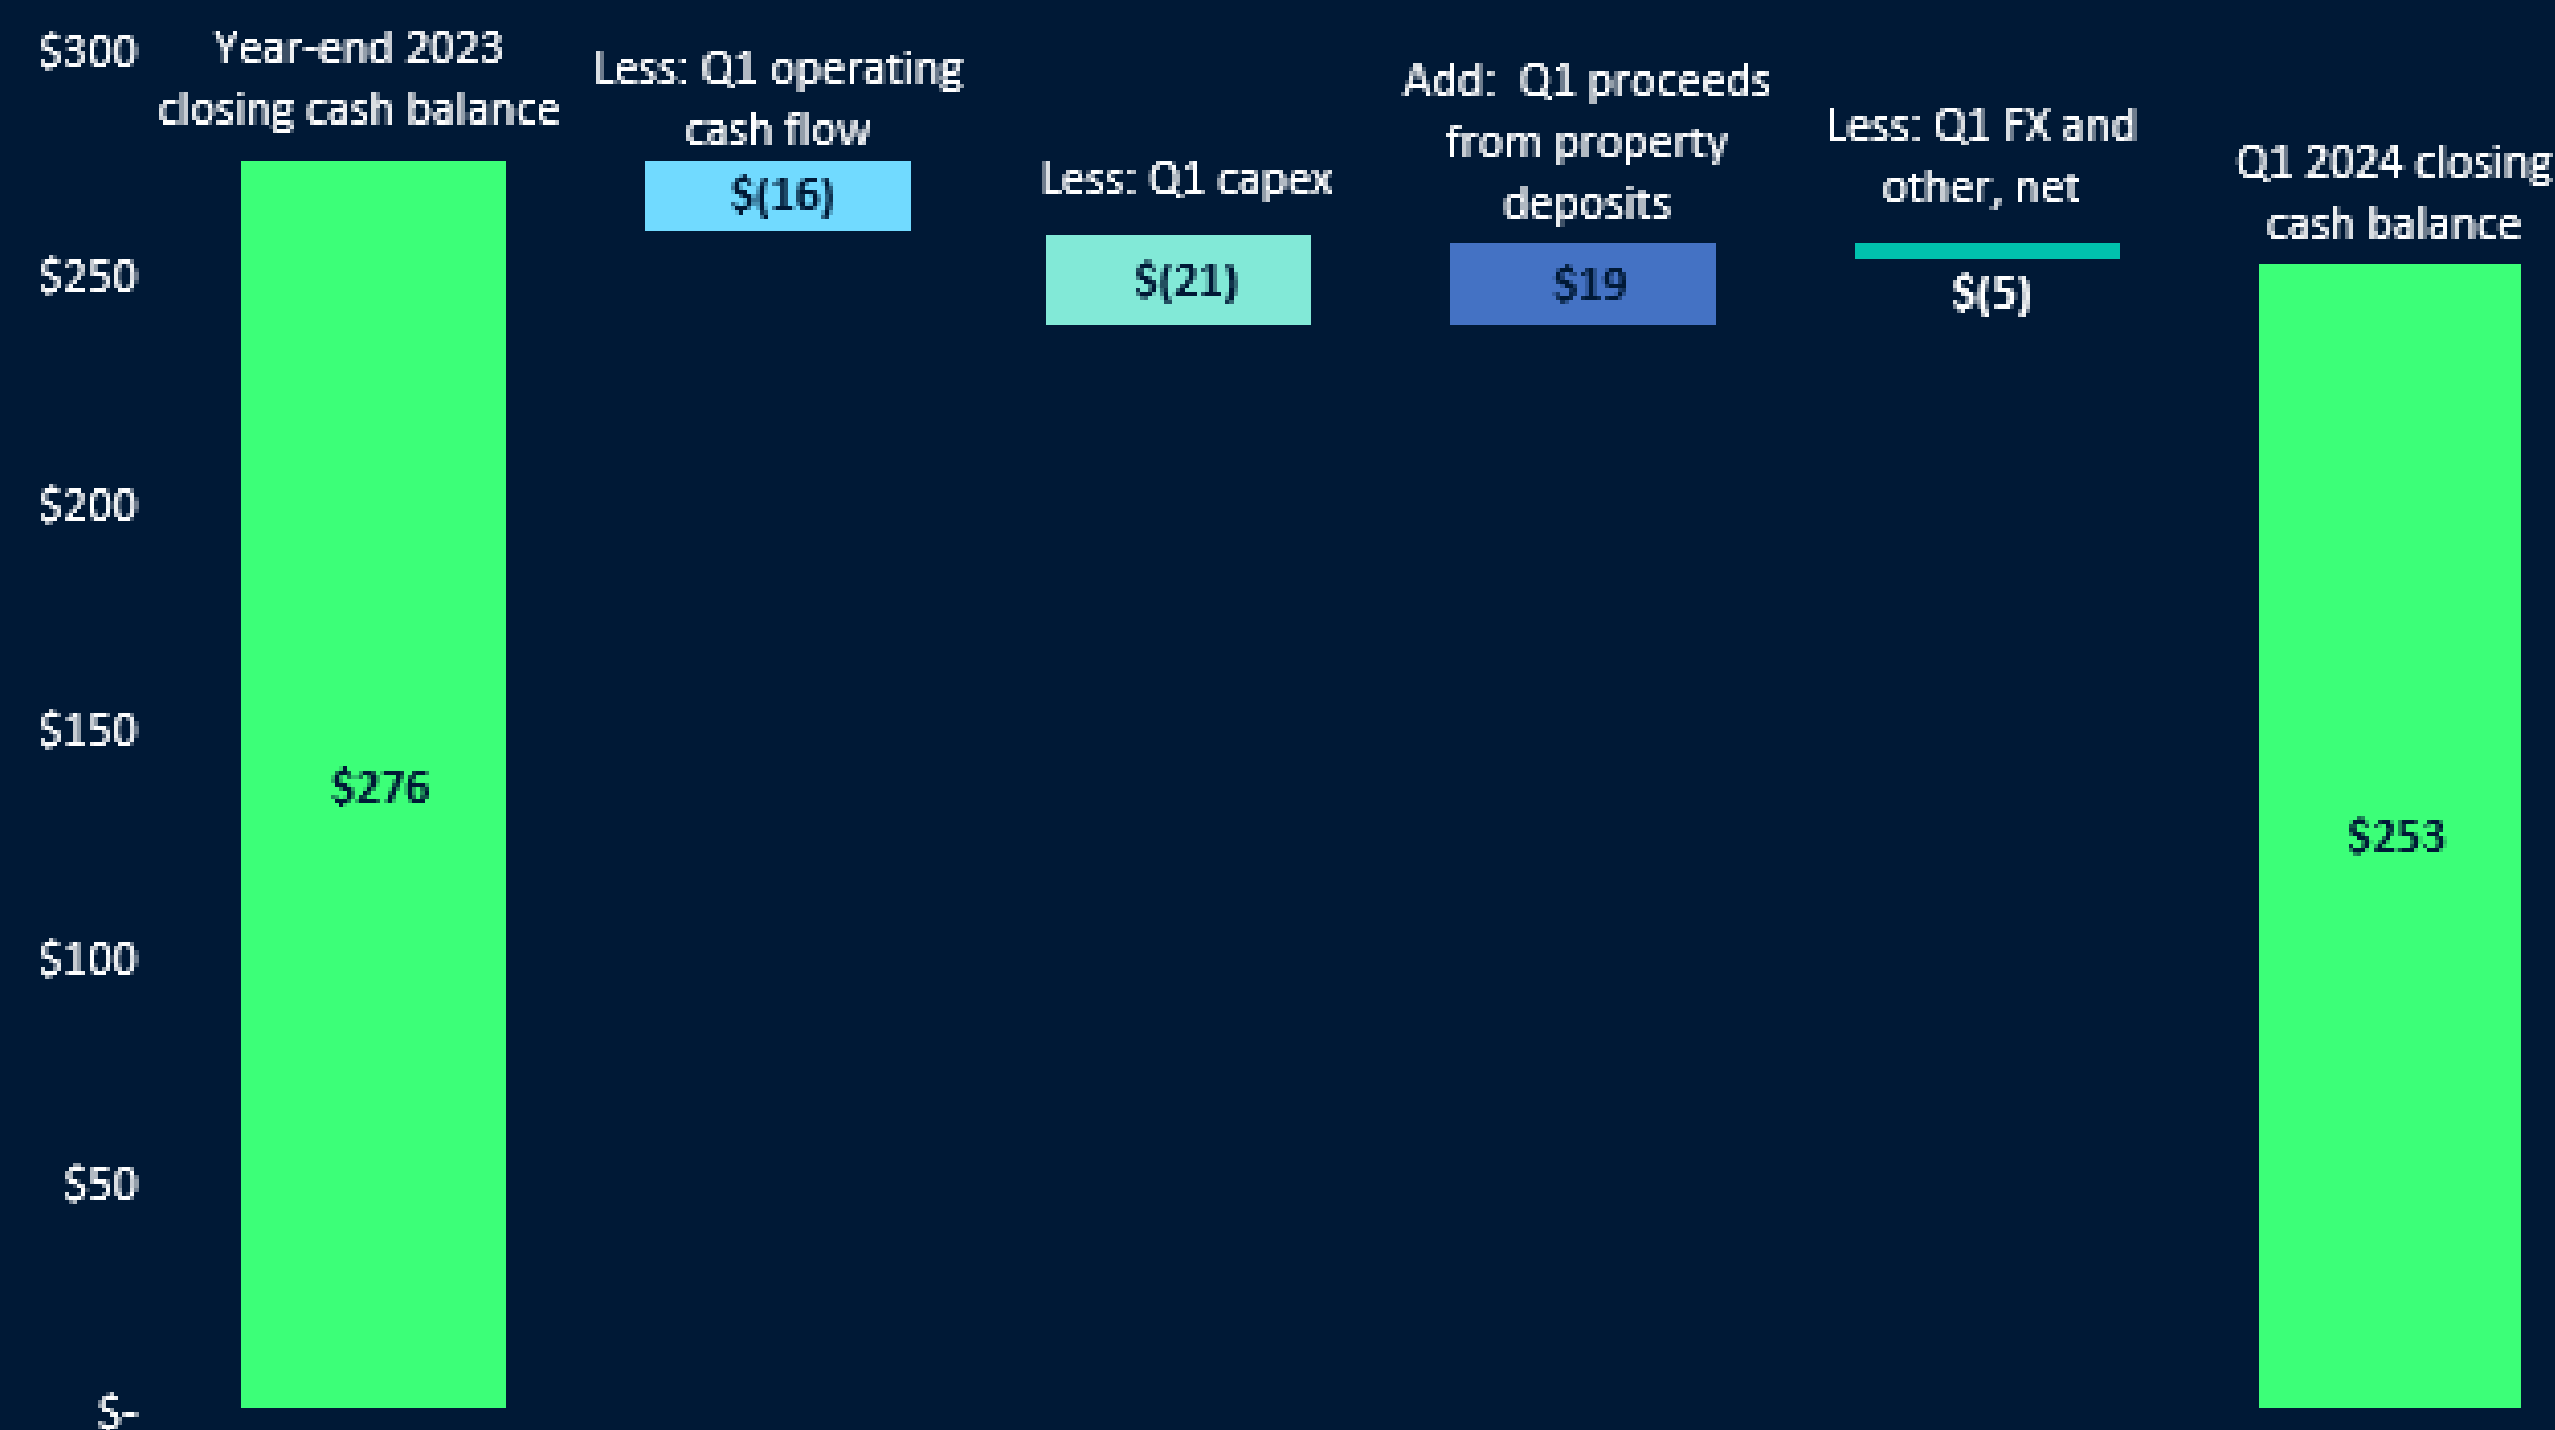 $300
$250
$200
$150
$100
$50
$-
Year-end 2023
closing cash balance
$276
Less: Q1 operating
cash flow
$(16)
Less: Q1 capex
$(21)
Add:  Q1 proceeds
from property
deposits
$19
Less: Q1 FX and
other, net
$(5)
Q1 2024 closing
cash balance
$253